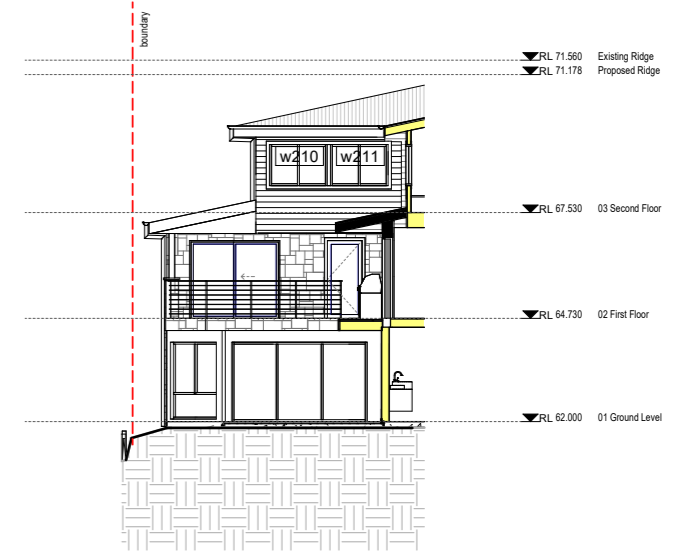 boundary
RL 71.560 Existing Ridge
RL 71.178 Proposed Ridge
w210 w211
RL 67.530 03 Second Floor
RL 64.730 02 First Floor
RL 62.000 01 Ground Level